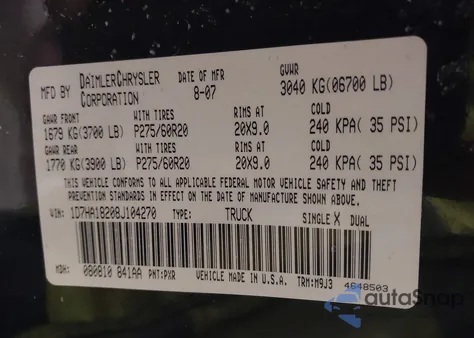 MFD BY DAIMLERCHRYSLER CORPORATION DATE OF MFR 8-07 GVWR 3040 KG(06700 LB)
GAWR FRONT WITH TIRES RIMS AT COLD
1679 KG(3700 LB) P275/60R20 20X9.0 240 KPA( 35 PSI)
GAWR REAR WITH TIRES RIMS AT COLD
1770 KG(3900 LB) P275/60R20 20X9.0 240 KPA( 35 PSI)
THIS VEHICLE CONFORMS TO ALL APPLICABLE FEDERAL MOTOR VEHICLE SAFETY AND THEFT
PREVENTION STANDARDS IN EFFECT ON THE DATE OF MANUFACTURE SHOWN ABOVE.
VIN: 1D7HA18208J104270 TYPE: TRUCK SINGLE X DUAL
MDH: 080810 841AA PNT:PXR VEHICLE MADE IN U.S.A. TRM:M9J3 4648503
autoSnap